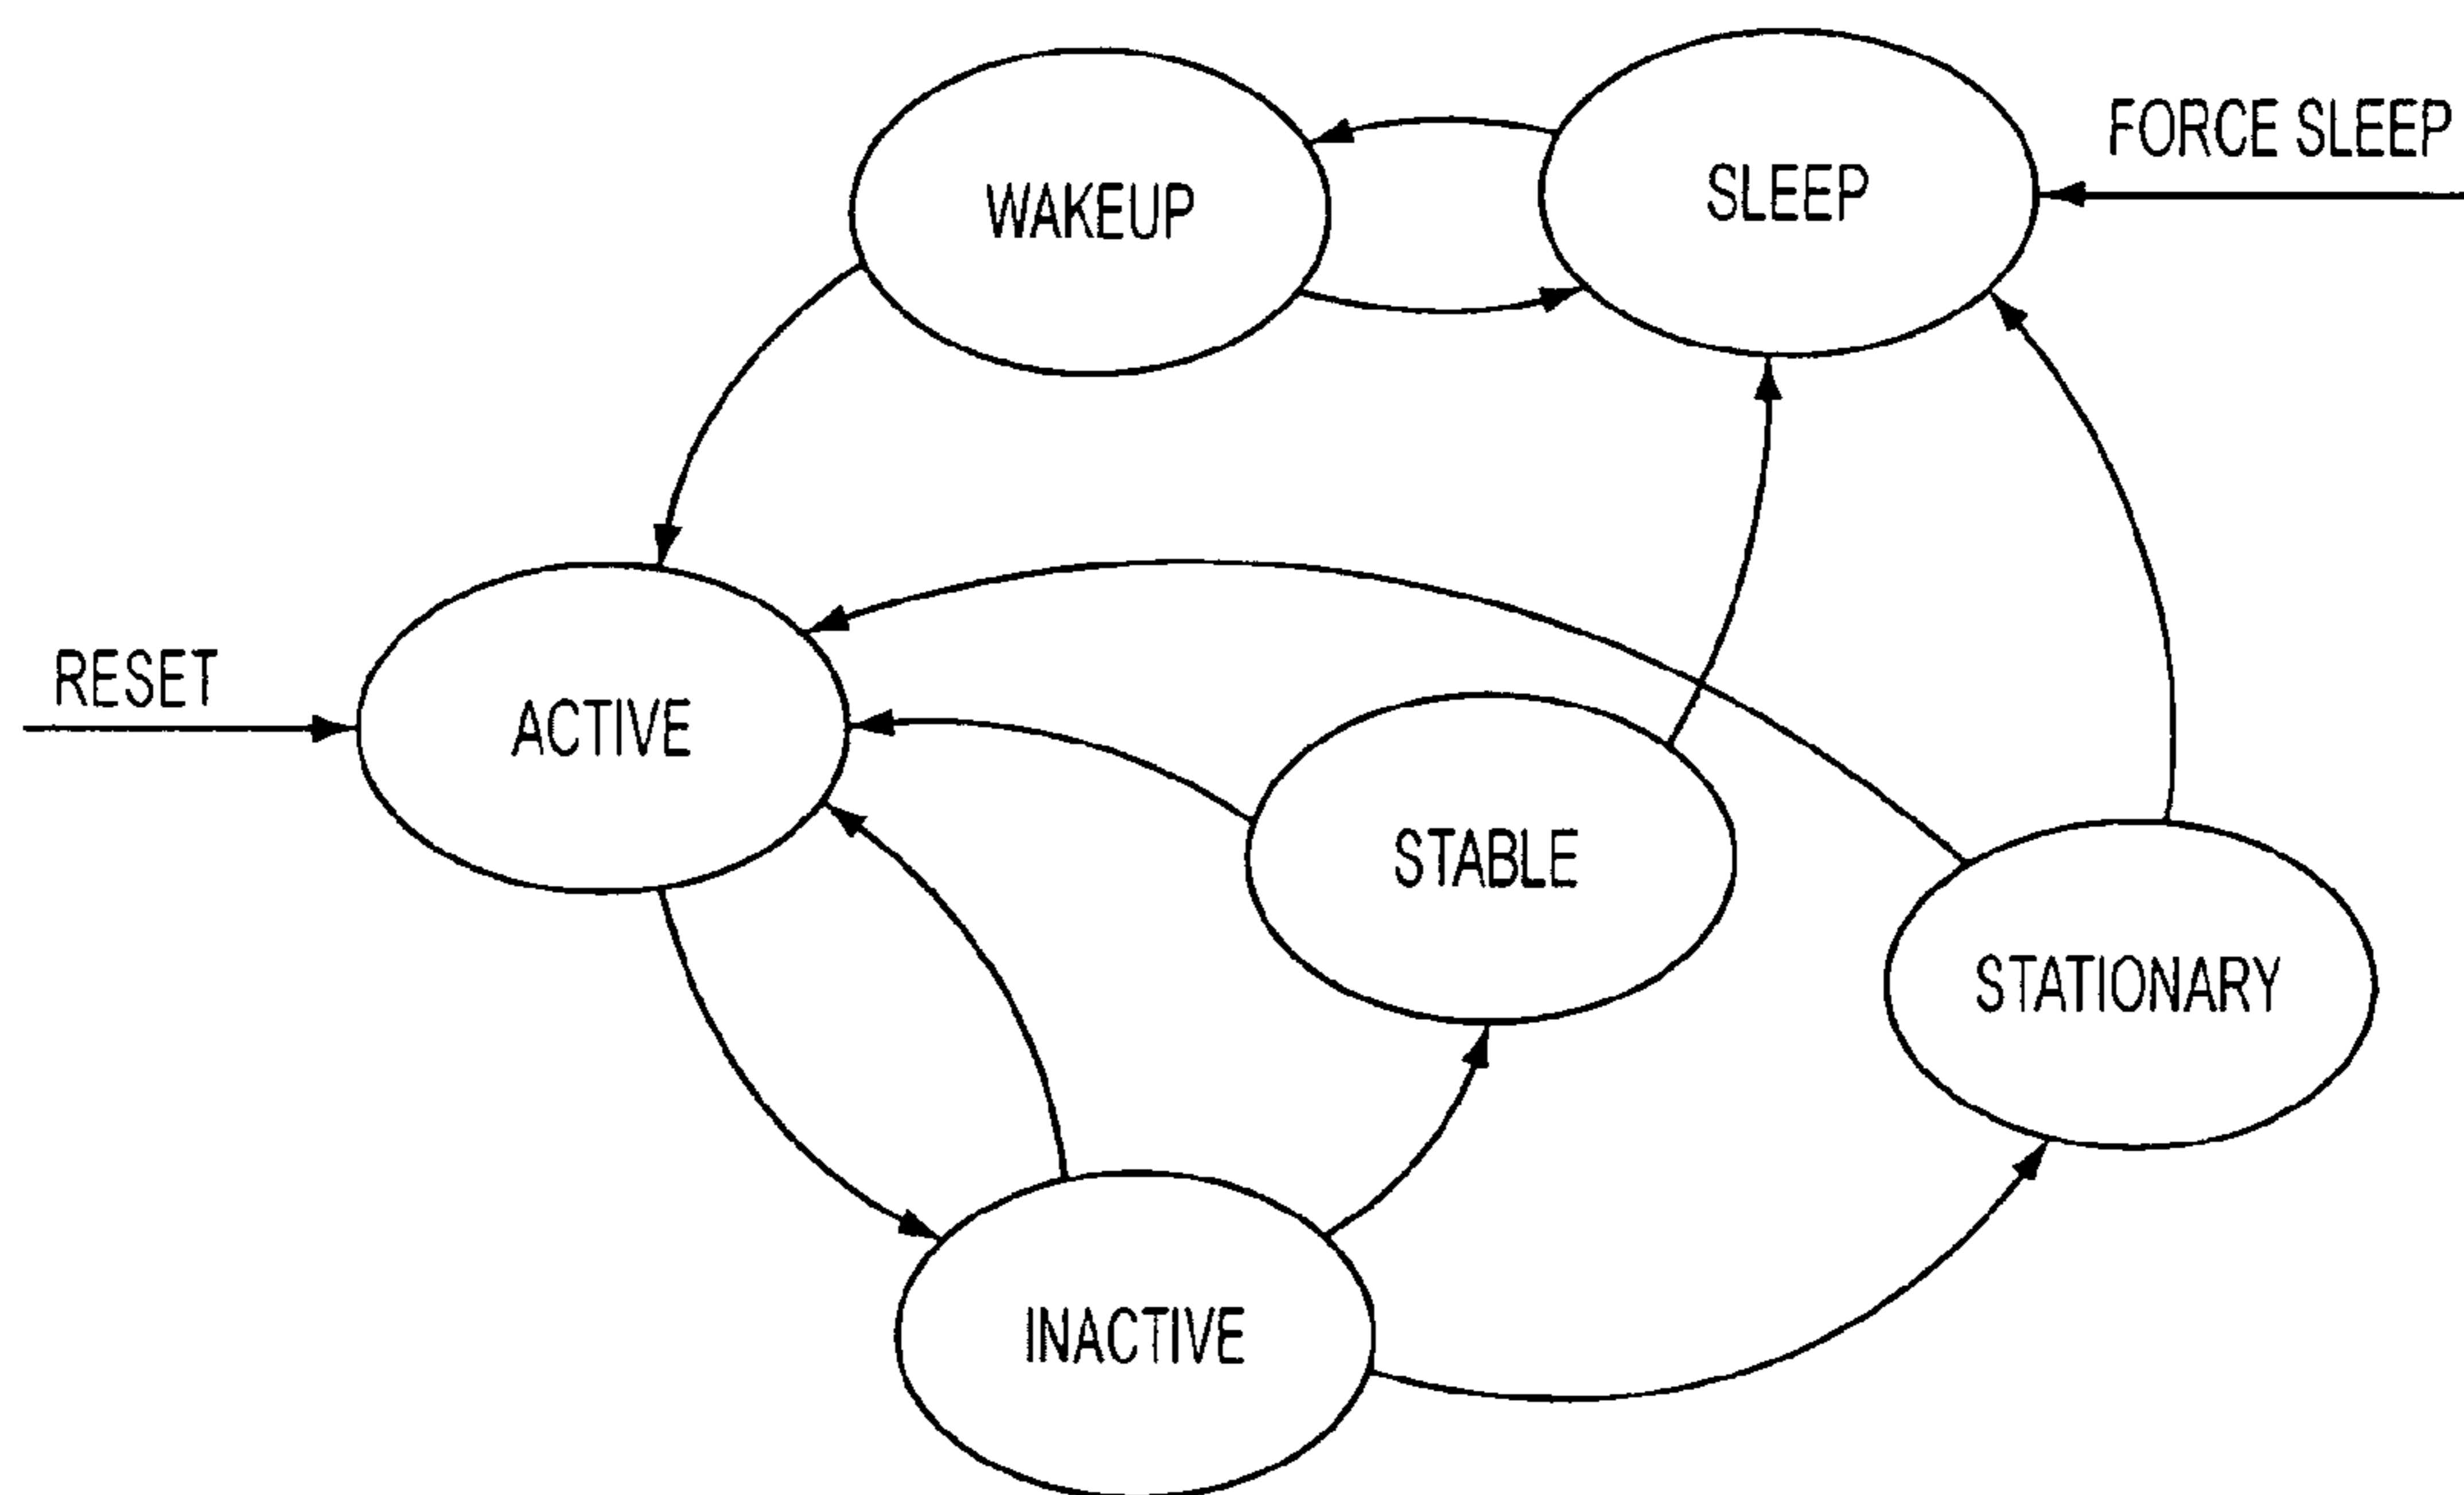 FORCE SLEEP
SLEEP
WAKEUP
RESET
ACTIVE
STABLE
STATIONARY
INACTIVE